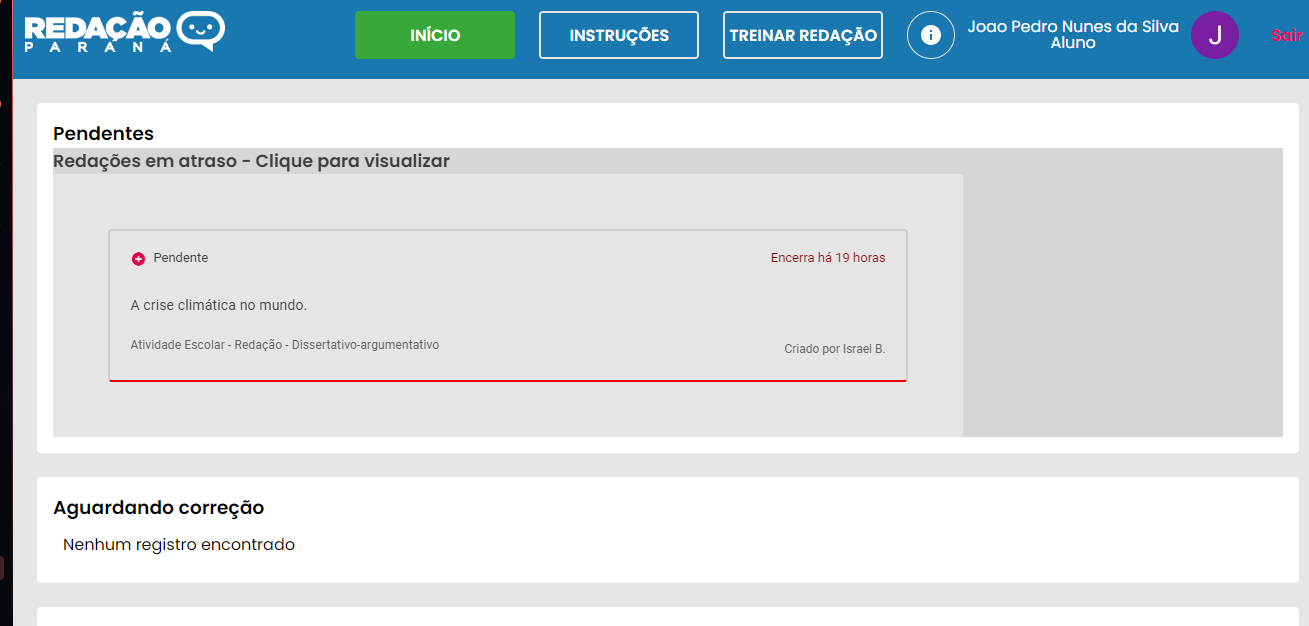 REDAÇÃO
PARANÁ
INÍCIO
INSTRUÇÕES
TREINAR REDAÇÃO
Joao Pedro Nunes da Silva
Aluno
J
Sair
Pendentes
Redações em atraso - Clique para visualizar
Pendente
Encerra há 19 horas
A crise climática no mundo.
Atividade Escolar - Redação - Dissertativo-argumentativo
Criado por Israel B.
Aguardando correção
Nenhum registro encontrado